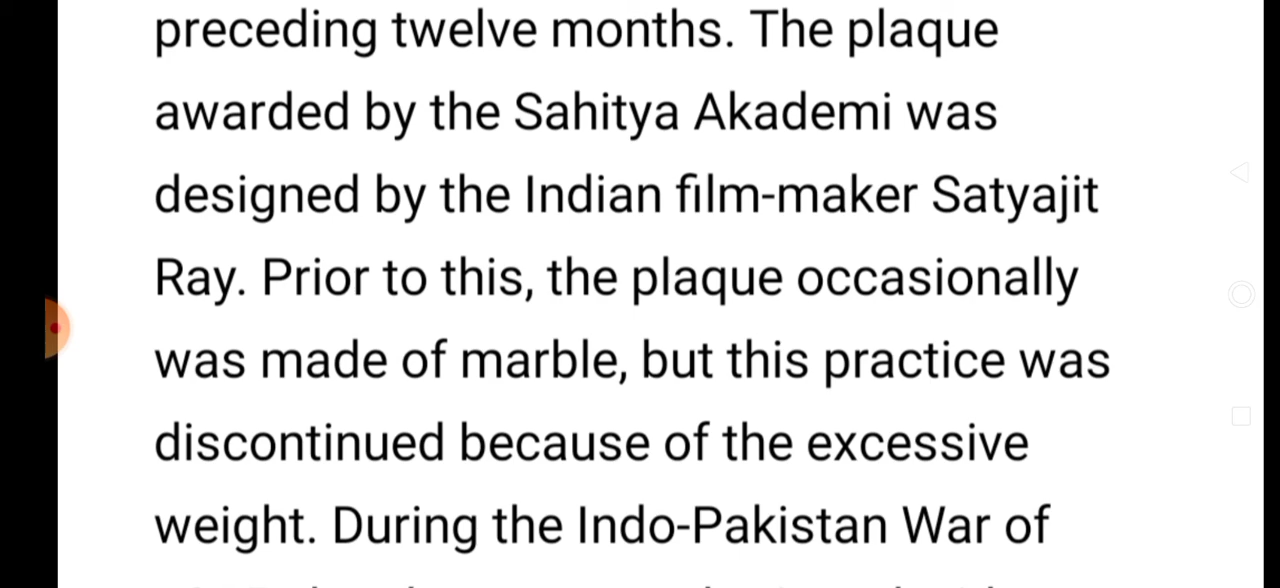 preceding twelve months. The plaque
awarded by the Sahitya Akademi was
designed by the Indian film-maker Satyajit
Ray. Prior to this, the plaque occasionally
was made of marble, but this practice was
discontinued because of the excessive
weight. During the Indo-Pakistan War of